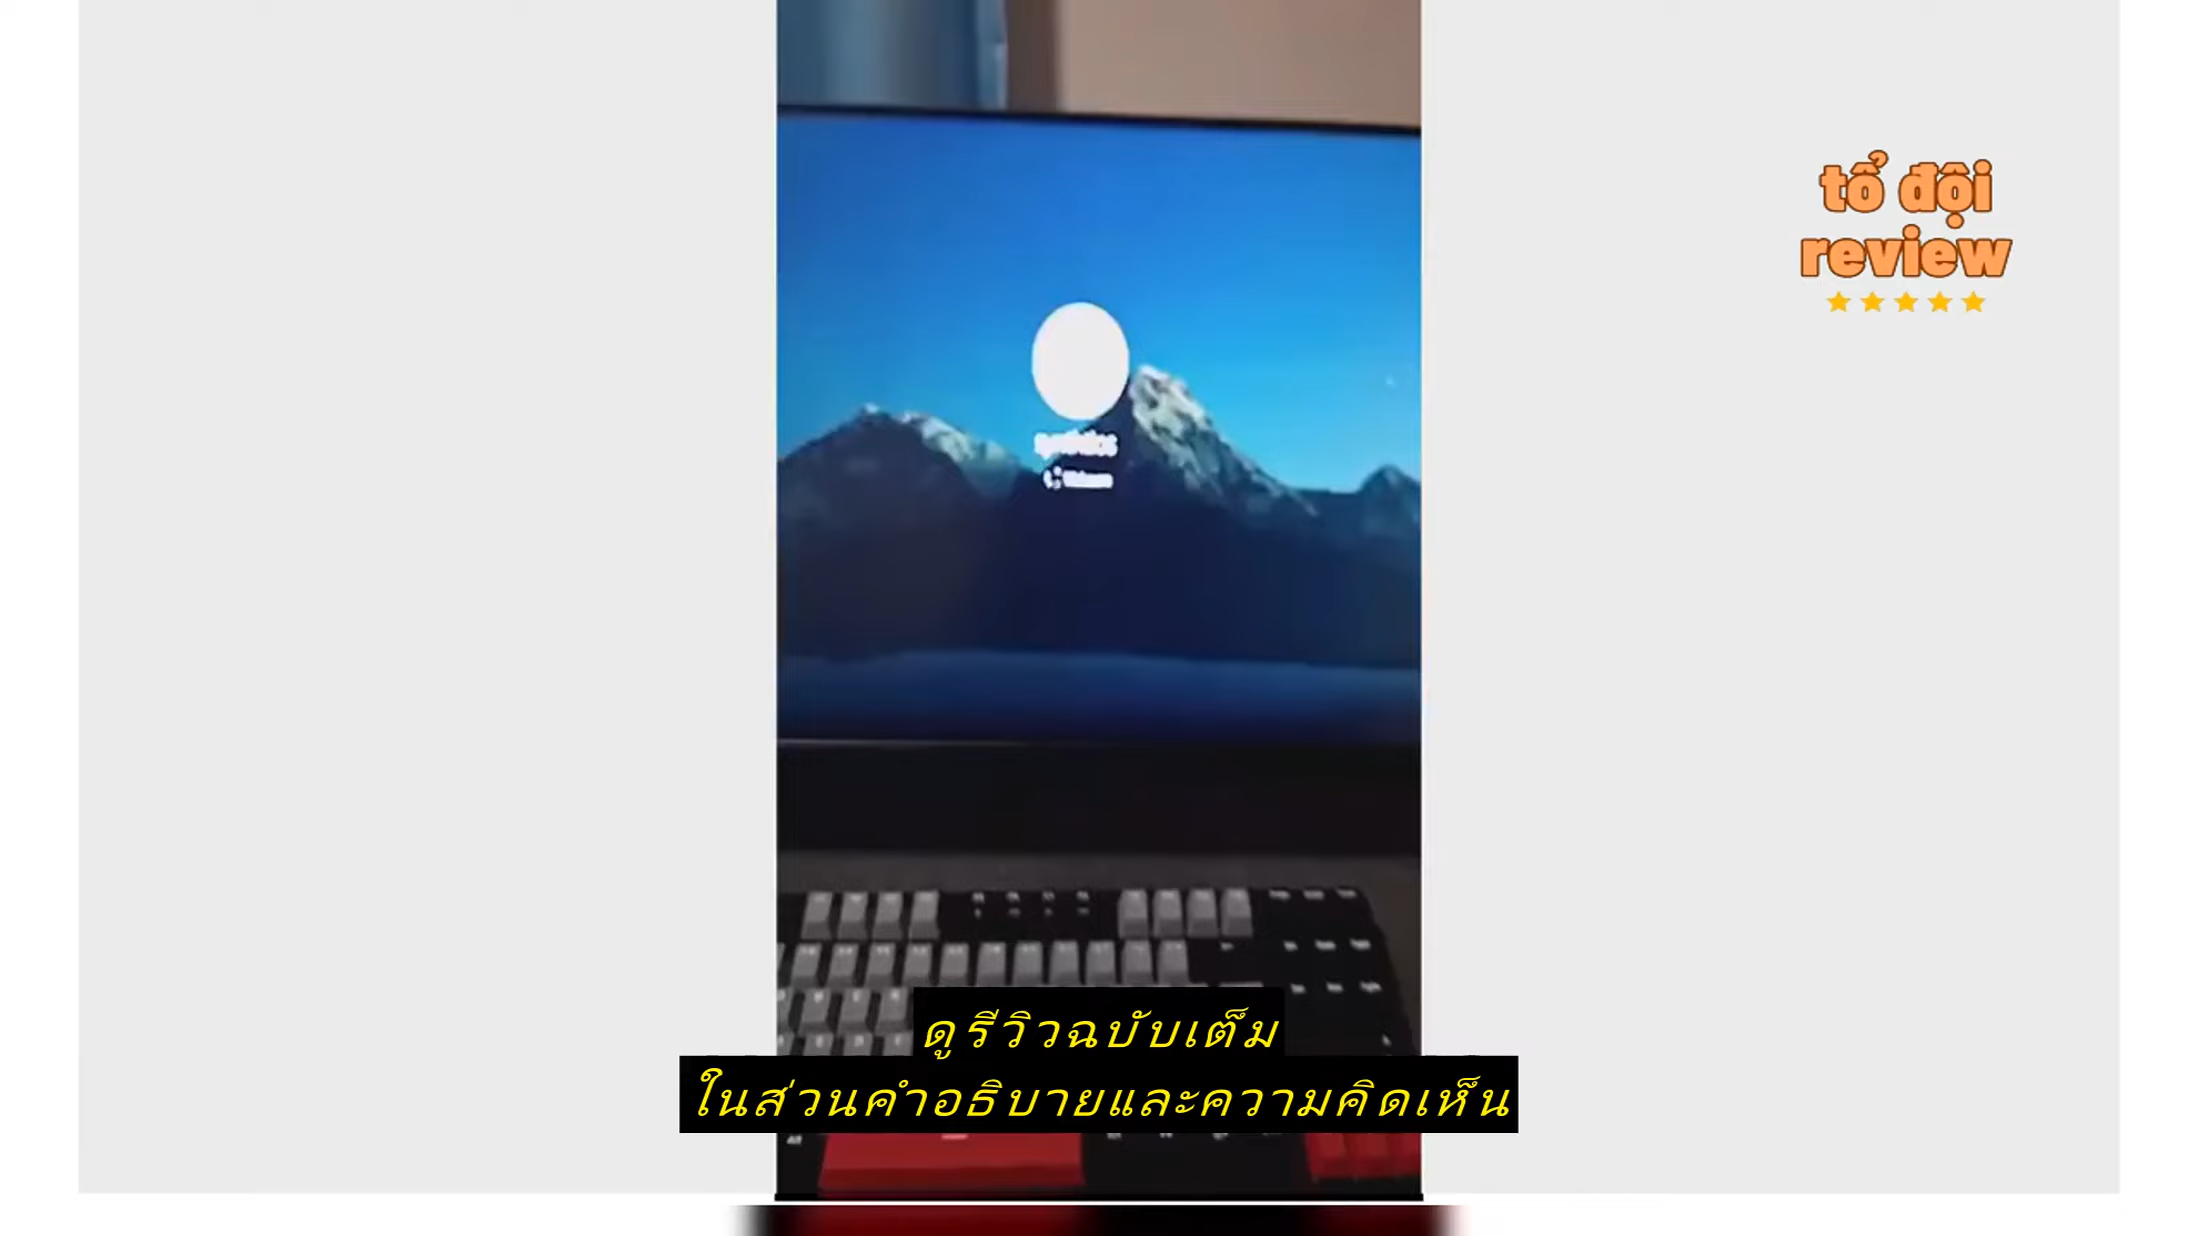 tổ đội
review
ดูรีวิวฉบับเต็ม
ในส่วนคำอธิบายและความคิดเห็น